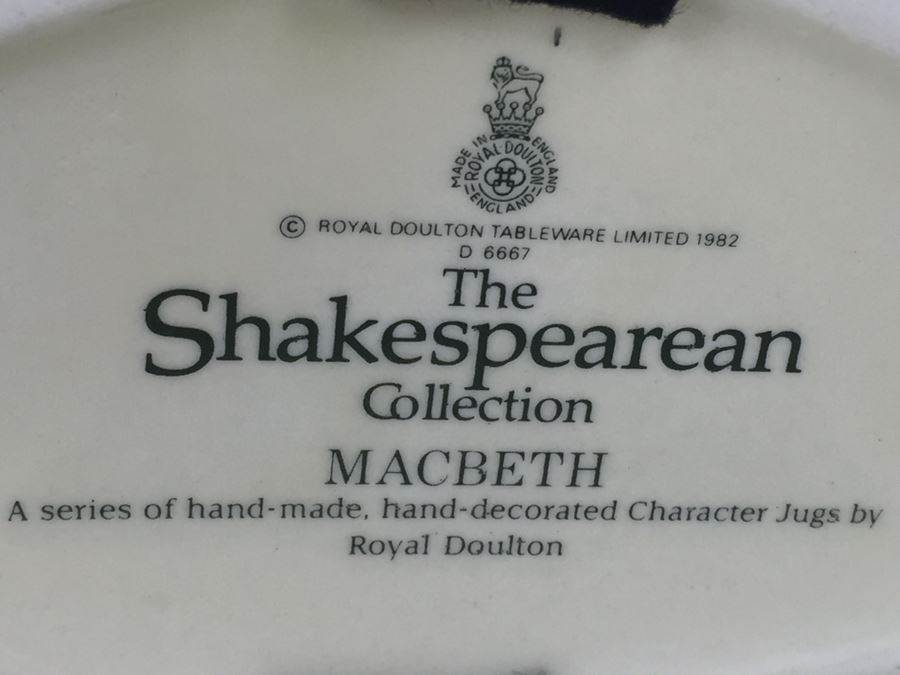 MADE IN ENGLAND
ROYAL DOULTON
ENGLAND
© ROYAL DOULTON TABLEWARE LIMITED 1982
D 6667
The
Shakespearean
Collection
MACBETH
A series of hand-made, hand-decorated Character Jugs by
Royal Doulton